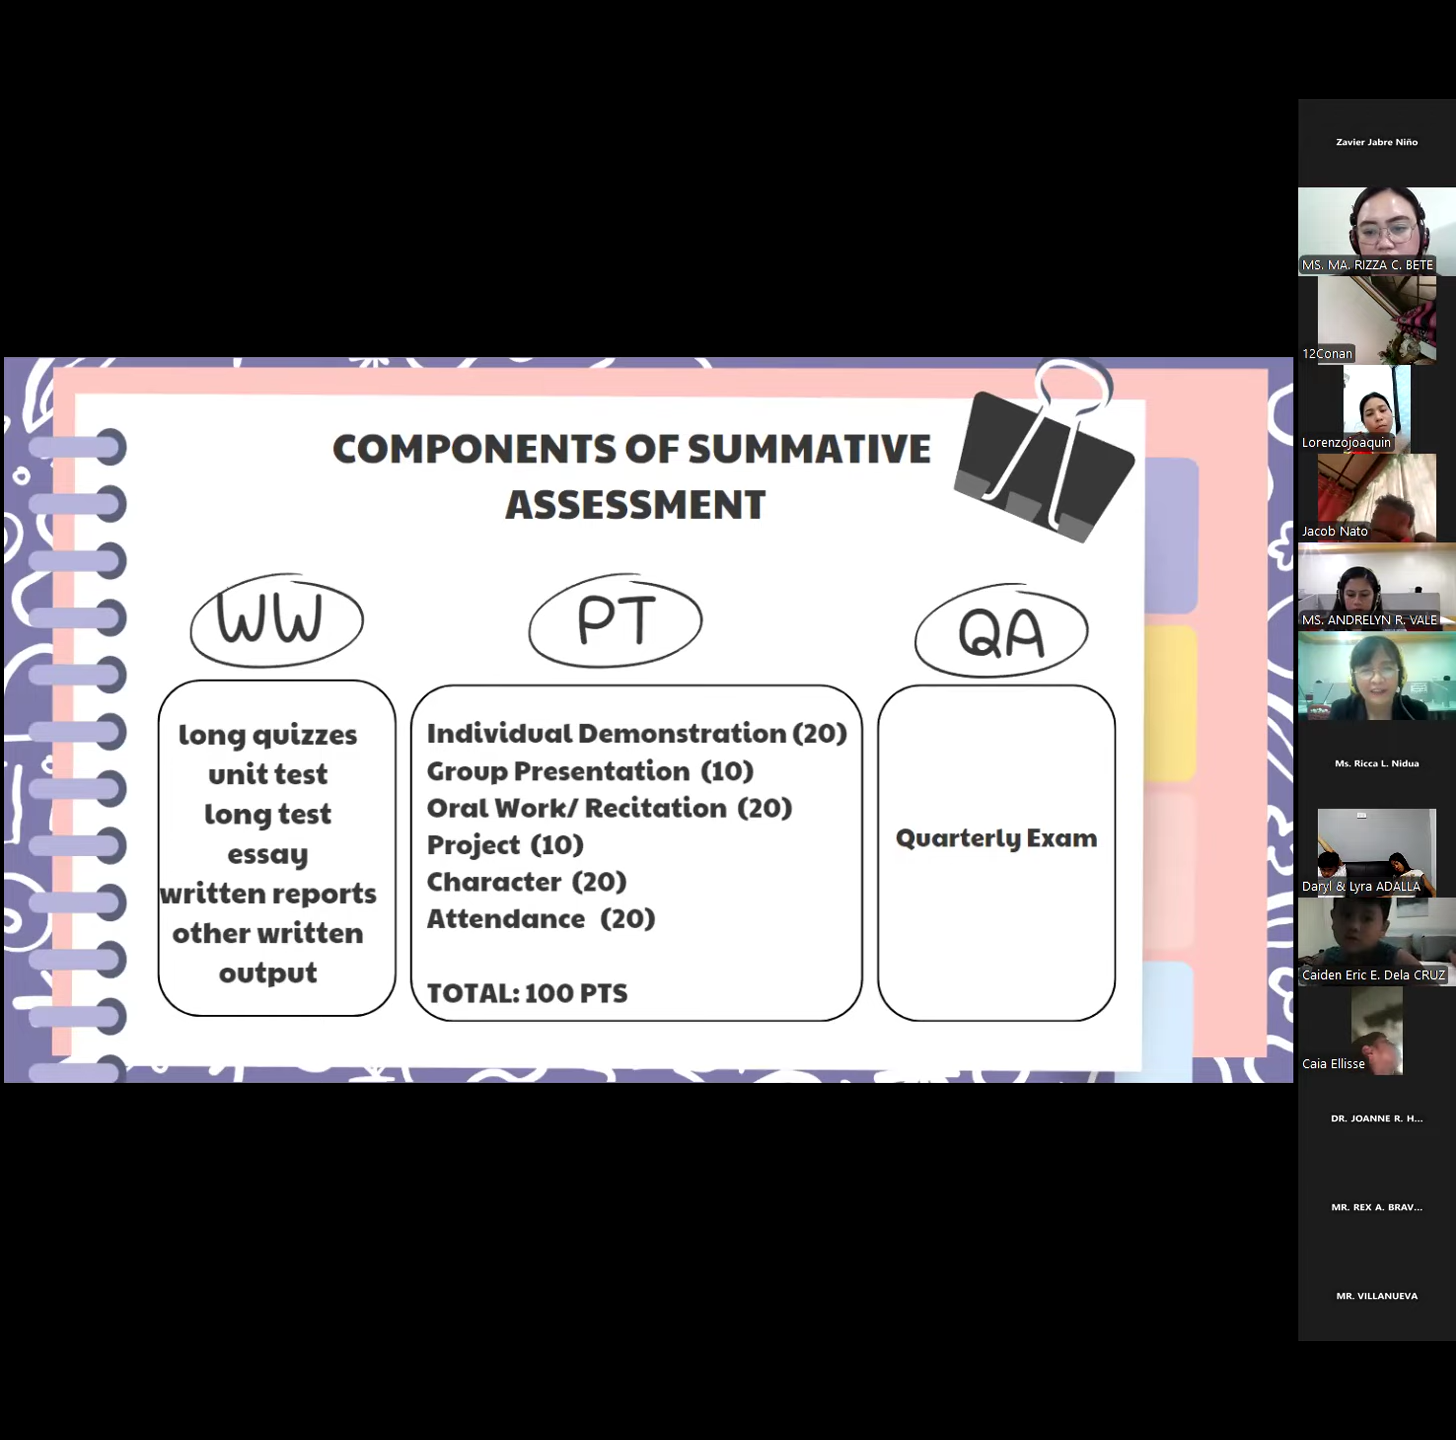 COMPONENTS OF SUMMATIVE
ASSESSMENT
WW
long quizzes
unit test
long test
essay
written reports
other written
output
PT
Individual Demonstration (20)
Group Presentation (10)
Oral Work/ Recitation (20)
Project (10)
Character (20)
Attendance (20)
TOTAL: 100 PTS
QA
Quarterly Exam
Zavier Jabre Niño
MS. MA. RIZZA C. BETE
12Conan
Lorenzojoaquin
Jacob Nato
MS. ANDRELYN R. VALE
Ms. Ricca L. Nidua
Daryl & Lyra ADALLA
Caiden Eric E. Dela CRUZ
Caia Ellisse
DR. JOANNE R. H...
MR. REX A. BRAV...
MR. VILLANUEVA